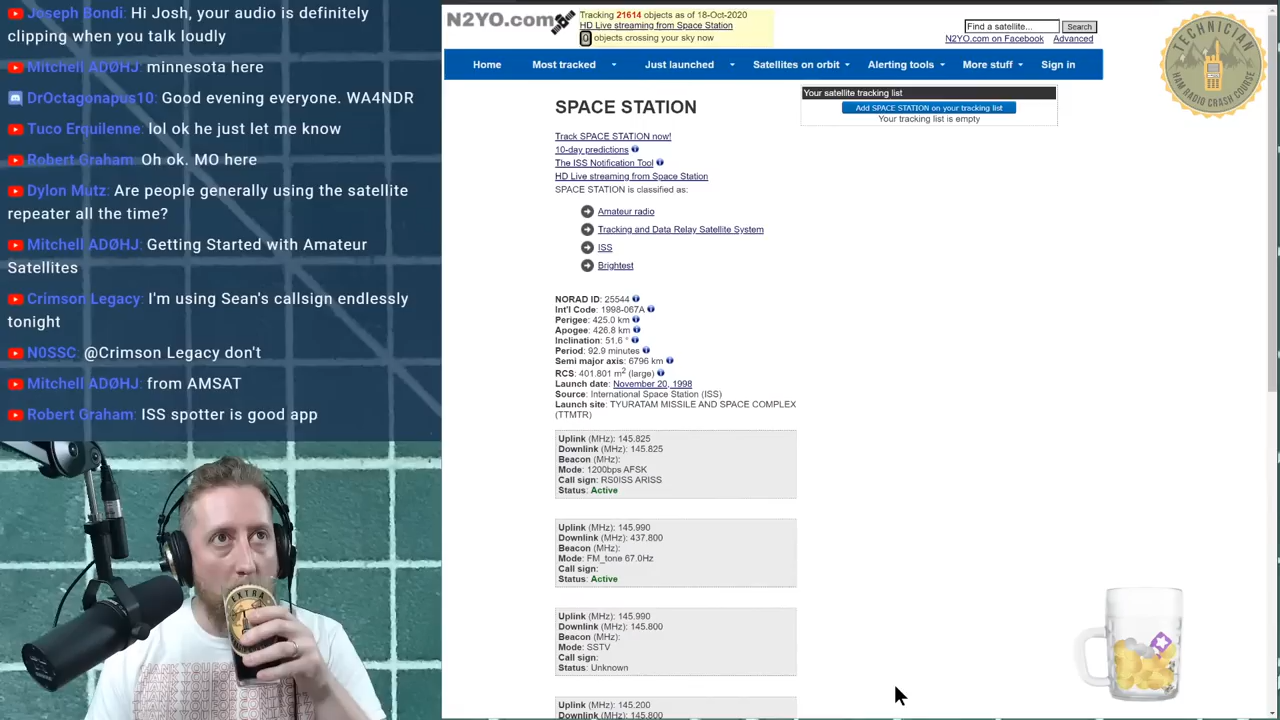 Joseph Bondi: Hi Josh, your audio is definitely
clipping when you talk loudly
Mitchell ADØHJ: minnesota here
DrOctagonapus: Good evening everyone. WA4NDR
Tuco Erquilenne: lol ok he just let me know
Robert Graham: Oh ok. MO here
Dylon Mutz: Are people generally using the satellite
repeater all the time?
Mitchell ADØHJ: Getting Started with Amateur
Satellites
Crimson Legacy: I'm using Sean's callsign endlessly
tonight
N0SSC: @Crimson Legacy don't
Mitchell ADØHJ: from AMSAT
Robert Graham: ISS spotter is good app
EXTRA
N2YO.com
Tracking 21614 objects as of 18-Oct-2020
HD Live streaming from Space Station
0 objects crossing your sky now
Find a satellite... Search
N2YO.com on Facebook Advanced
Home Most tracked Just launched Satellites on orbit Alerting tools More stuff Sign in
TECHNICIAN
HAM RADIO CRASH COURSE
SPACE STATION
Track SPACE STATION now!
10-day predictions
The ISS Notification Tool
HD Live streaming from Space Station
SPACE STATION is classified as:
Amateur radio
Tracking and Data Relay Satellite System
ISS
Brightest
NORAD ID: 25544
Int'l Code: 1998-067A
Perigee: 425.0 km
Apogee: 426.8 km
Inclination: 51.6 °
Period: 92.9 minutes
Semi major axis: 6796 km
RCS: 401.801 m2 (large)
Launch date: November 20, 1998
Source: International Space Station (ISS)
Launch site: TYURATAM MISSILE AND SPACE COMPLEX
(TTMTR)
Uplink (MHz): 145.825
Downlink (MHz): 145.825
Beacon (MHz):
Mode: 1200bps AFSK
Call sign: RS0ISS ARISS
Status: Active
Uplink (MHz): 145.990
Downlink (MHz): 437.800
Beacon (MHz):
Mode: FM_tone 67.0Hz
Call sign:
Status: Active
Uplink (MHz): 145.990
Downlink (MHz): 145.800
Beacon (MHz):
Mode: SSTV
Call sign:
Status: Unknown
Uplink (MHz): 145.200
Downlink (MHz): 145.800
Your satellite tracking list
Add SPACE STATION on your tracking list
Your tracking list is empty